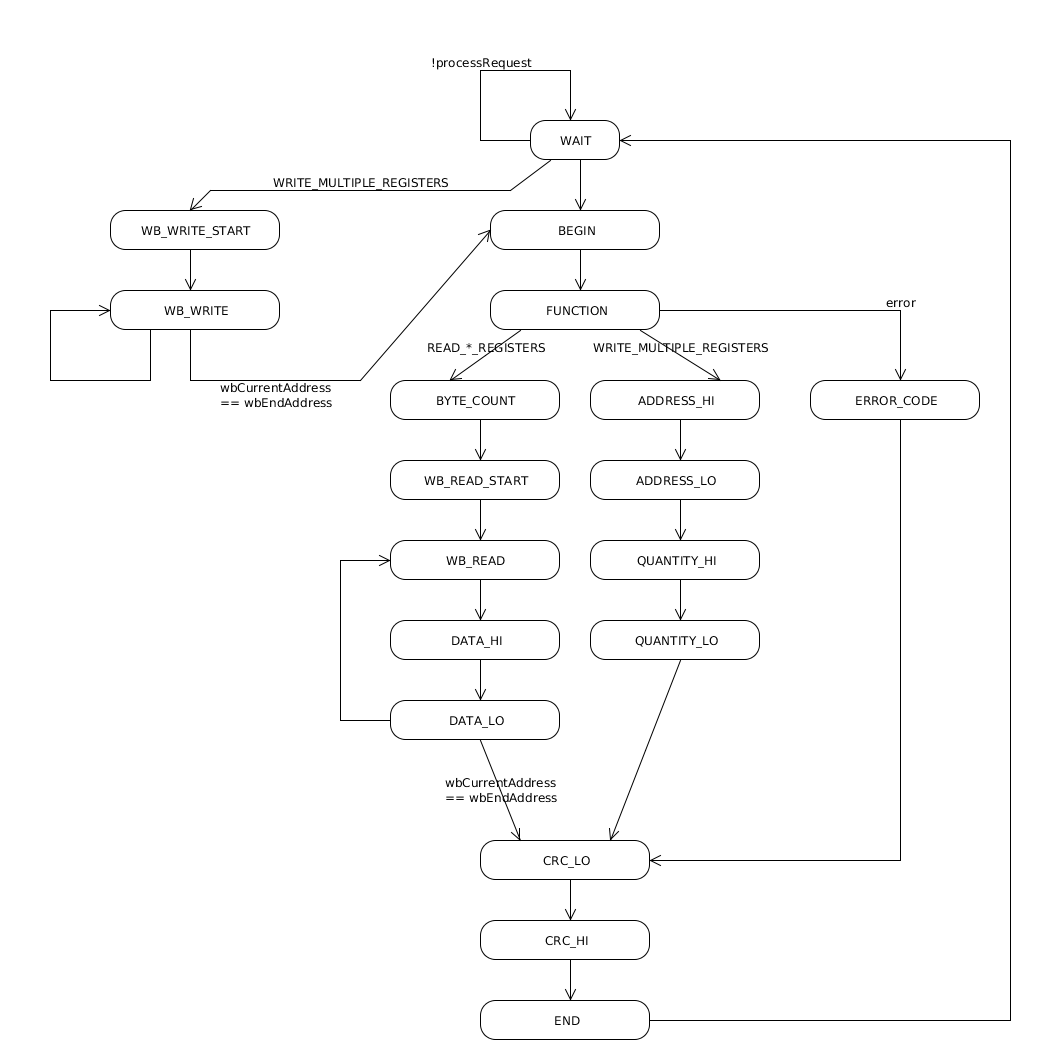 !processRequest
WAIT
WRITE_MULTIPLE_REGISTERS
WB_WRITE_START
BEGIN
WB_WRITE
FUNCTION
error
READ_*_REGISTERS
WRITE_MULTIPLE_REGISTERS
wbCurrentAddress
== wbEndAddress
BYTE_COUNT
ADDRESS_HI
ERROR_CODE
WB_READ_START
ADDRESS_LO
WB_READ
QUANTITY_HI
DATA_HI
QUANTITY_LO
DATA_LO
wbCurrentAddress
== wbEndAddress
CRC_LO
CRC_HI
END